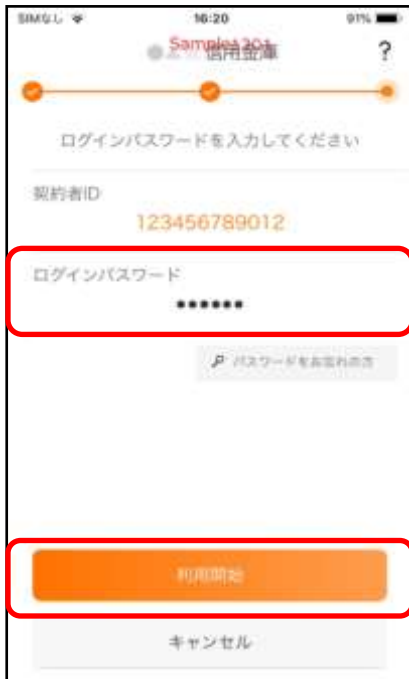 SIMなし 16:20 91%
信用金庫 ?
ログインパスワードを入力してください
契約者ID
123456789012
ログインパスワード
••••••
パスワードをお忘れの方
利用開始
キャンセル